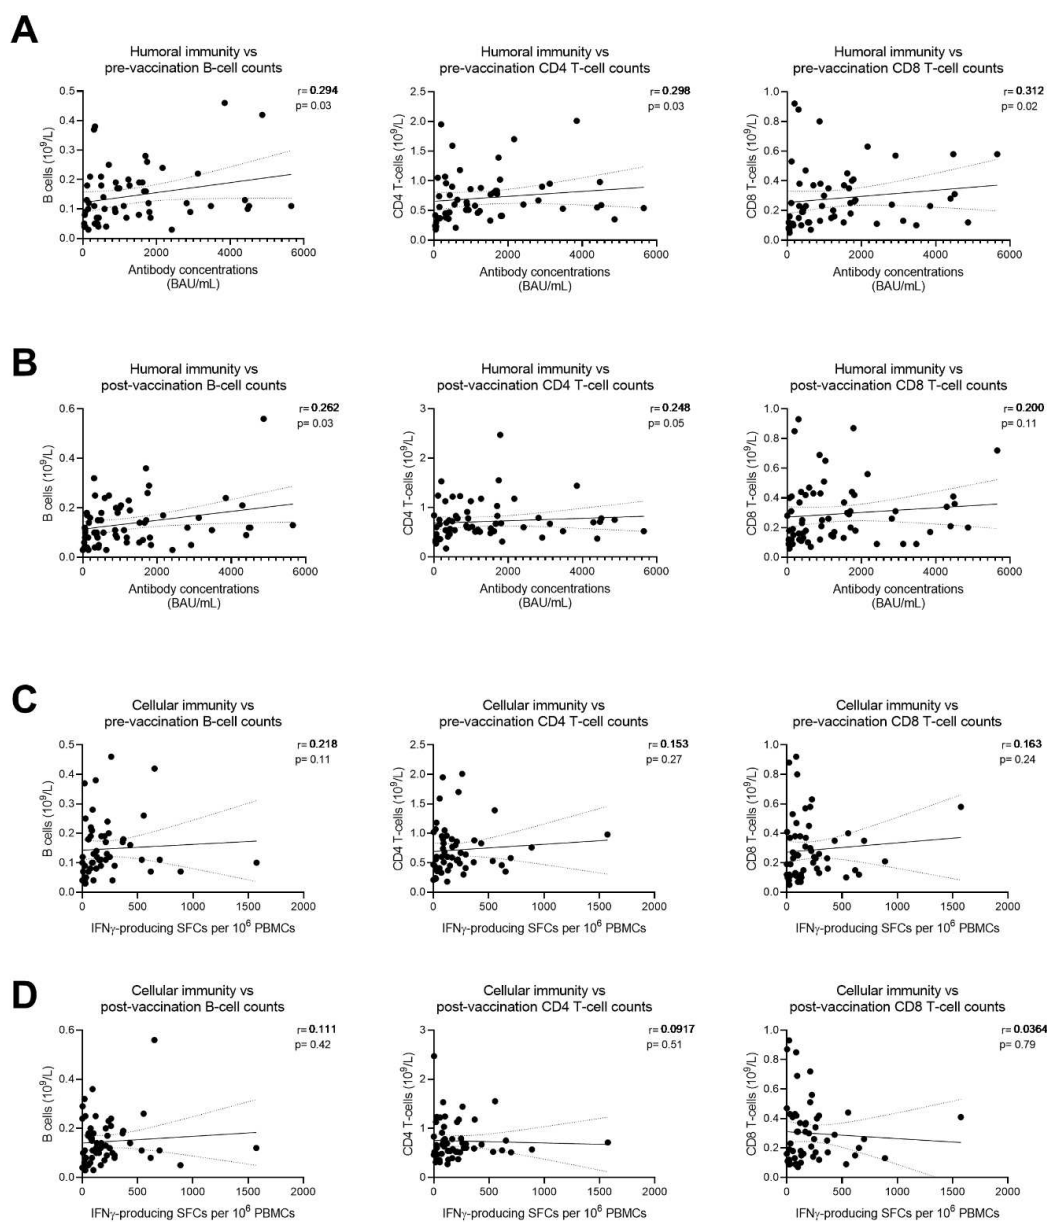 A
Humoral immunity vs
pre-vaccination B-cell counts
r= 0.294
p= 0.03
B cells (10⁹/L)
0.5
0.4
0.3
0.2
0.1
0.0
0
2000
4000
6000
Antibody concentrations
(BAU/mL)
Humoral immunity vs
pre-vaccination CD4 T-cell counts
r= 0.298
p= 0.03
CD4 T-cells (10⁹/L)
2.5
2.0
1.5
1.0
0.5
0.0
0
2000
4000
6000
Antibody concentrations
(BAU/mL)
Humoral immunity vs
pre-vaccination CD8 T-cell counts
r= 0.312
p= 0.02
CD8 T-cells (10⁹/L)
1.0
0.8
0.6
0.4
0.2
0.0
0
2000
4000
6000
Antibody concentrations
(BAU/mL)
B
Humoral immunity vs
post-vaccination B-cell counts
r= 0.262
p= 0.03
B cells (10⁹/L)
0.6
0.4
0.2
0.0
0
2000
4000
6000
Antibody concentrations
(BAU/mL)
Humoral immunity vs
post-vaccination CD4 T-cell counts
r= 0.248
p= 0.05
CD4 T-cells (10⁹/L)
3
2
1
0
0
2000
4000
6000
Antibody concentrations
(BAU/mL)
Humoral immunity vs
post-vaccination CD8 T-cell counts
r= 0.200
p= 0.11
CD8 T-cells (10⁹/L)
1.0
0.8
0.6
0.4
0.2
0.0
0
2000
4000
6000
Antibody concentrations
(BAU/mL)
C
Cellular immunity vs
pre-vaccination B-cell counts
r= 0.218
p= 0.11
B cells (10⁹/L)
0.5
0.4
0.3
0.2
0.1
0.0
0
500
1000
1500
2000
IFNγ-producing SFCs per 10⁶ PBMCs
Cellular immunity vs
pre-vaccination CD4 T-cell counts
r= 0.153
p= 0.27
CD4 T-cells (10⁹/L)
2.5
2.0
1.5
1.0
0.5
0.0
0
500
1000
1500
2000
IFNγ-producing SFCs per 10⁶ PBMCs
Cellular immunity vs
pre-vaccination CD8 T-cell counts
r= 0.163
p= 0.24
CD8 T-cells (10⁹/L)
1.0
0.8
0.6
0.4
0.2
0.0
0
500
1000
1500
2000
IFNγ-producing SFCs per 10⁶ PBMCs
D
Cellular immunity vs
post-vaccination B-cell counts
r= 0.111
p= 0.42
B cells (10⁹/L)
0.6
0.4
0.2
0.0
0
500
1000
1500
2000
IFNγ-producing SFCs per 10⁶ PBMCs
Cellular immunity vs
post-vaccination CD4 T-cell counts
r= 0.0917
p= 0.51
CD4 T-cells (10⁹/L)
3
2
1
0
0
500
1000
1500
2000
IFNγ-producing SFCs per 10⁶ PBMCs
Cellular immunity vs
post-vaccination CD8 T-cell counts
r= 0.0364
p= 0.79
CD8 T-cells (10⁹/L)
1.0
0.8
0.6
0.4
0.2
0.0
0
500
1000
1500
2000
IFNγ-producing SFCs per 10⁶ PBMCs